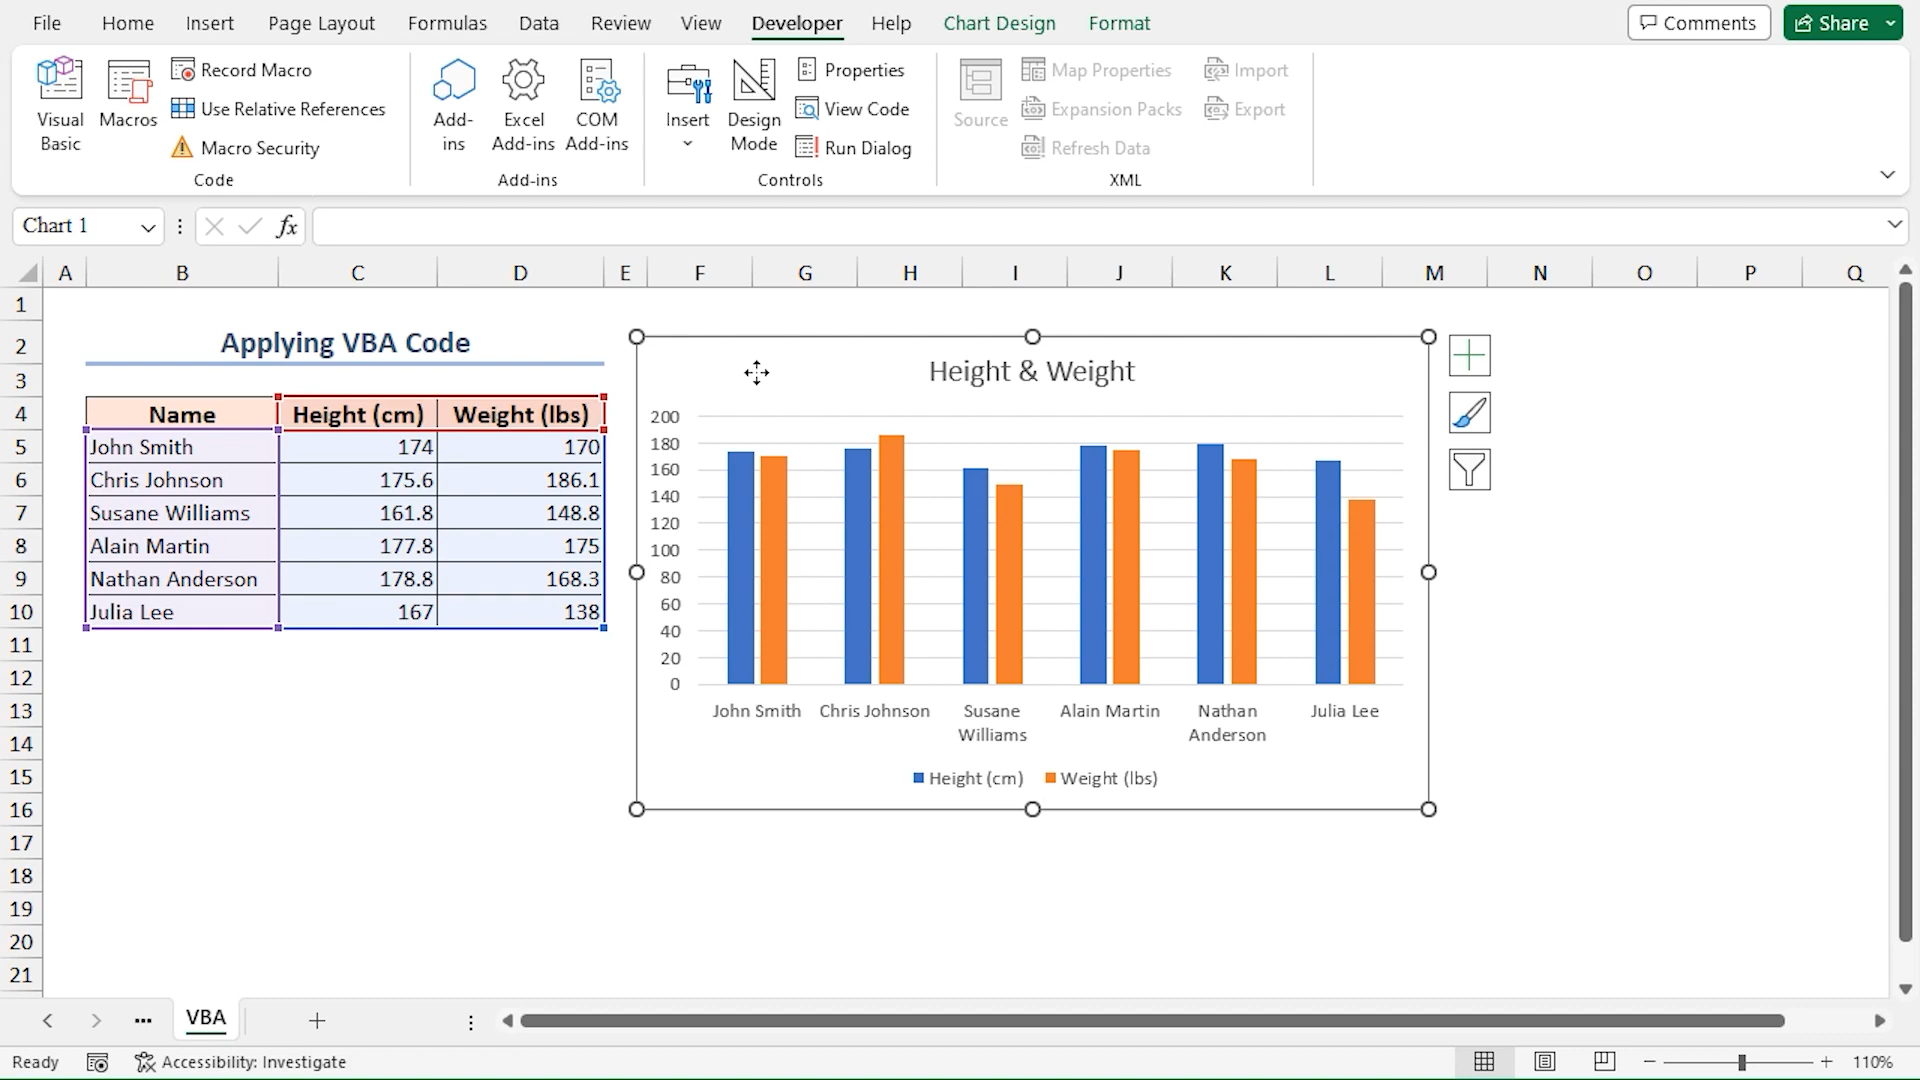 File Home Insert Page Layout Formulas Data Review View Developer Help Chart Design Format Comments Share
Visual Basic
Macros
Record Macro
Use Relative References
Macro Security
Code
Add-ins
Excel Add-ins
COM Add-ins
Add-ins
Insert
Design Mode
Properties
View Code
Run Dialog
Controls
Source
Map Properties
Expansion Packs
Refresh Data
Import
Export
XML
Chart 1 fx
A B C D E F G H I J K L M N O P Q
1
2 Applying VBA Code
3
4 Name Height (cm) Weight (lbs)
5 John Smith 174 170
6 Chris Johnson 175.6 186.1
7 Susane Williams 161.8 148.8
8 Alain Martin 177.8 175
9 Nathan Anderson 178.8 168.3
10 Julia Lee 167 138
11
12
13
14
15
16
17
18
19
20
21
Height & Weight
200
180
160
140
120
100
80
60
40
20
0
John Smith Chris Johnson Susane Williams Alain Martin Nathan Anderson Julia Lee
Height (cm) Weight (lbs)
VBA
Ready Accessibility: Investigate 110%